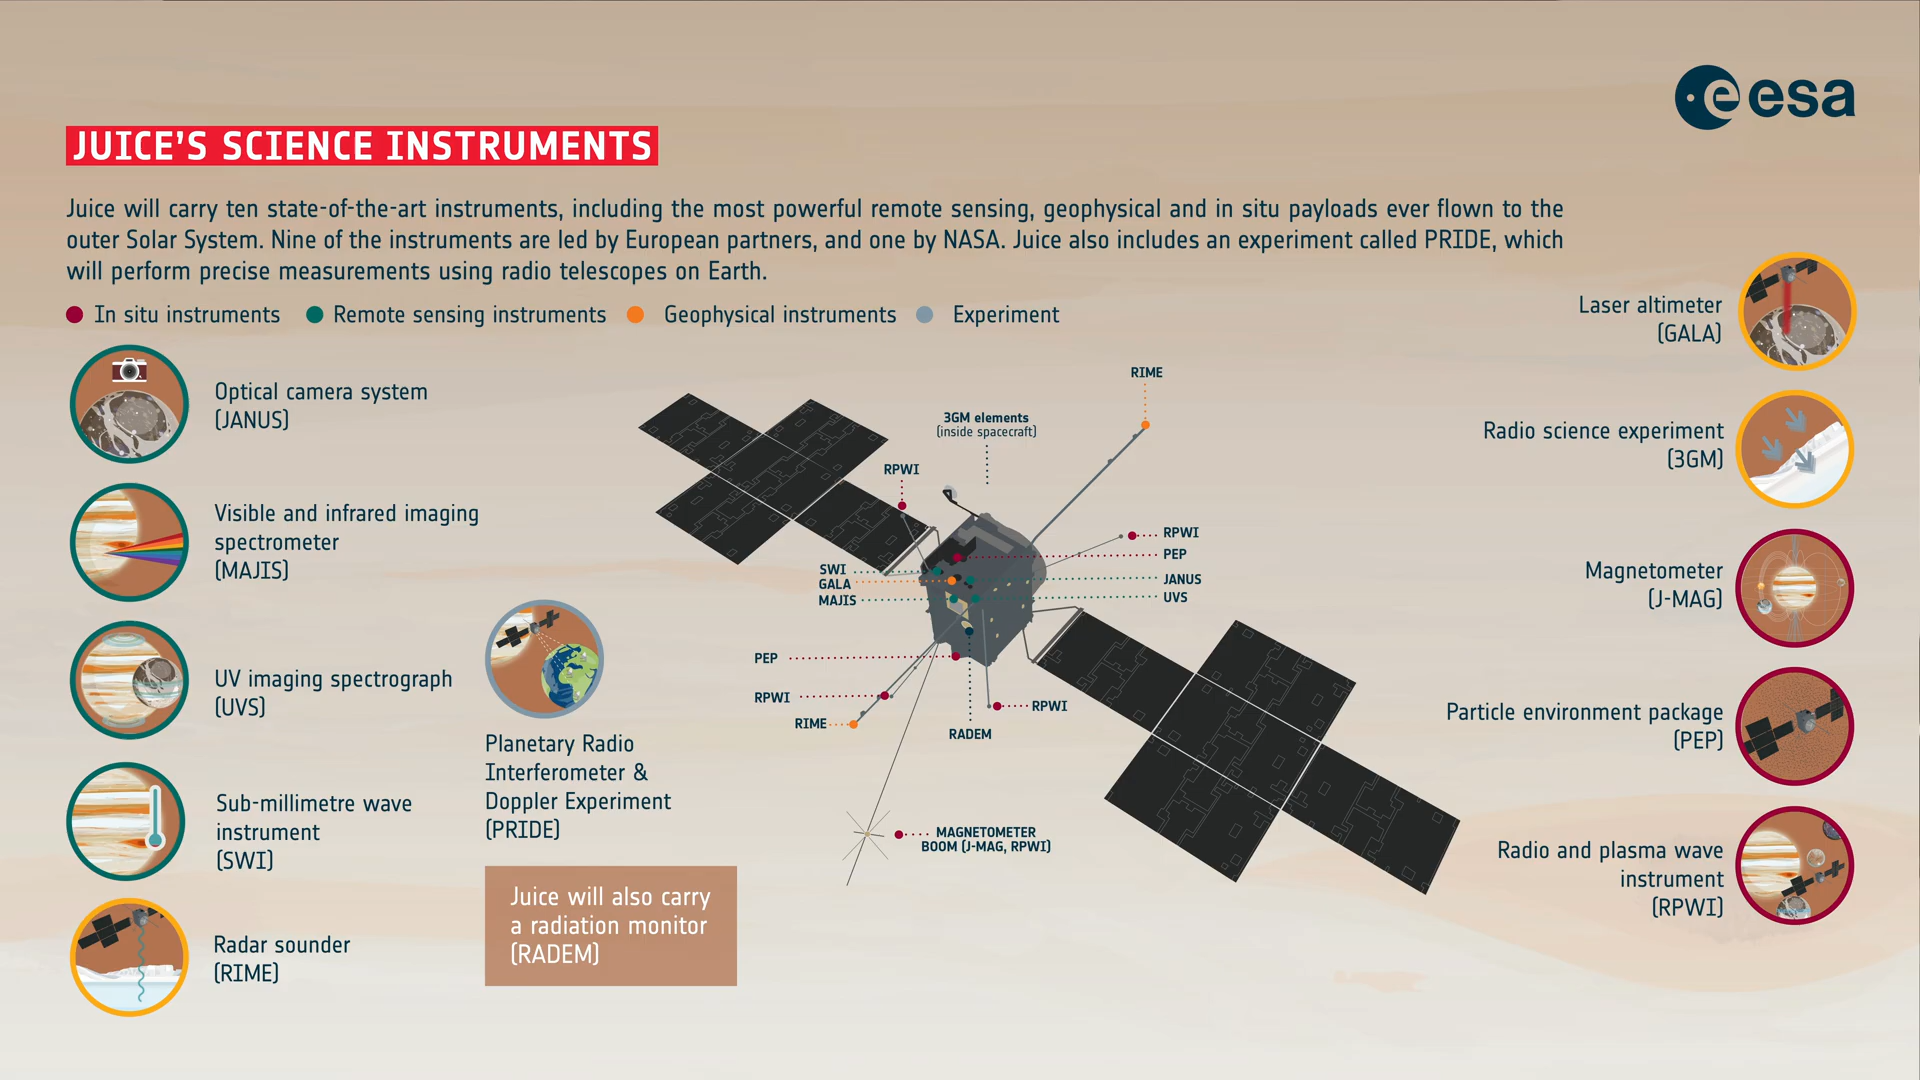 esa
JUICE'S SCIENCE INSTRUMENTS
Juice will carry ten state-of-the-art instruments, including the most powerful remote sensing, geophysical and in situ payloads ever flown to the
outer Solar System. Nine of the instruments are led by European partners, and one by NASA. Juice also includes an experiment called PRIDE, which
will perform precise measurements using radio telescopes on Earth.
In situ instruments
Remote sensing instruments
Geophysical instruments
Experiment
Optical camera system
(JANUS)
Visible and infrared imaging
spectrometer
(MAJIS)
UV imaging spectrograph
(UVS)
Sub-millimetre wave
instrument
(SWI)
Radar sounder
(RIME)
Planetary Radio
Interferometer &
Doppler Experiment
(PRIDE)
Juice will also carry
a radiation monitor
(RADEM)
RIME
3GM elements
(inside spacecraft)
RPWI
RPWI
PEP
SWI
GALA
MAJIS
JANUS
UVS
PEP
RPWI
RIME
RPWI
RADEM
MAGNETOMETER
BOOM (J-MAG, RPWI)
Laser altimeter
(GALA)
Radio science experiment
(3GM)
Magnetometer
(J-MAG)
Particle environment package
(PEP)
Radio and plasma wave
instrument
(RPWI)